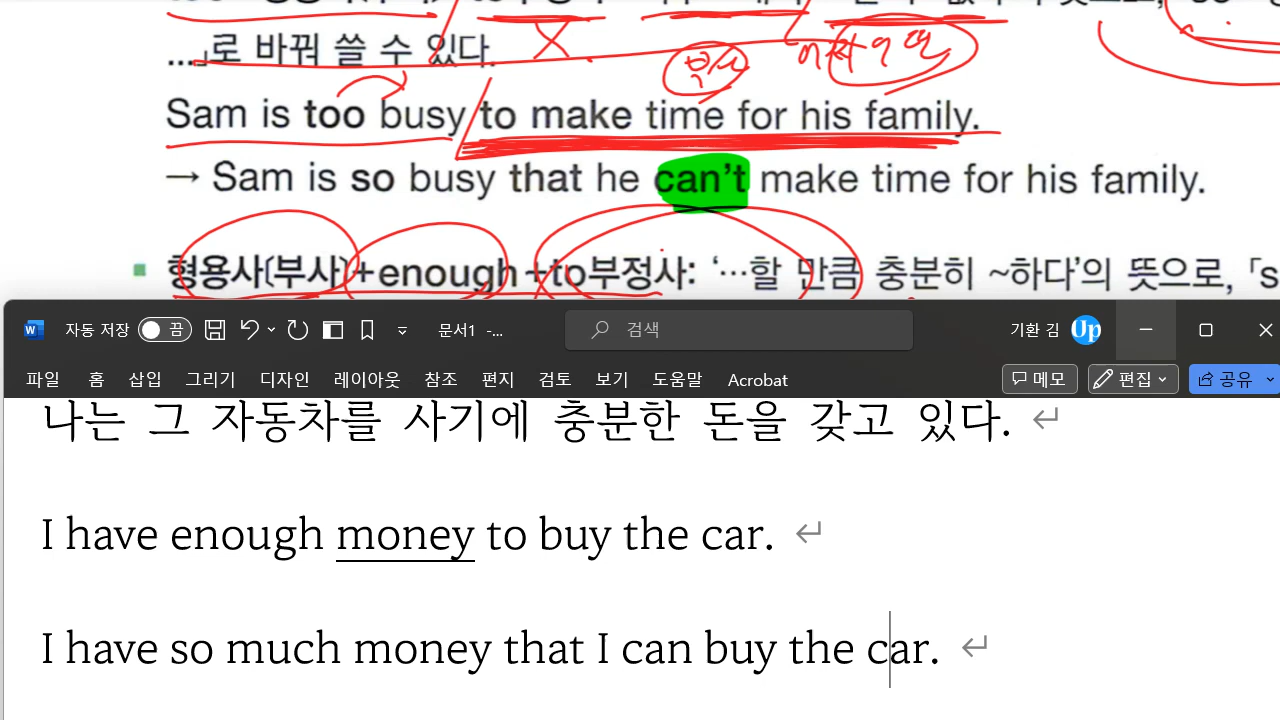 ...」로 바꿔 쓸 수 있다.
부사
Sam is too busy to make time for his family.
→ Sam is so busy that he can't make time for his family.
형용사(부사)+enough+to부정사: '…할 만큼 충분히 ~하다'의 뜻으로, 「s
자동 저장 끔 문서1 -... 검색 기환 김 Up
파일 홈 삽입 그리기 디자인 레이아웃 참조 편지 검토 보기 도움말 Acrobat 메모 편집 공유
나는 그 자동차를 사기에 충분한 돈을 갖고 있다.
I have enough money to buy the car.
I have so much money that I can buy the car.